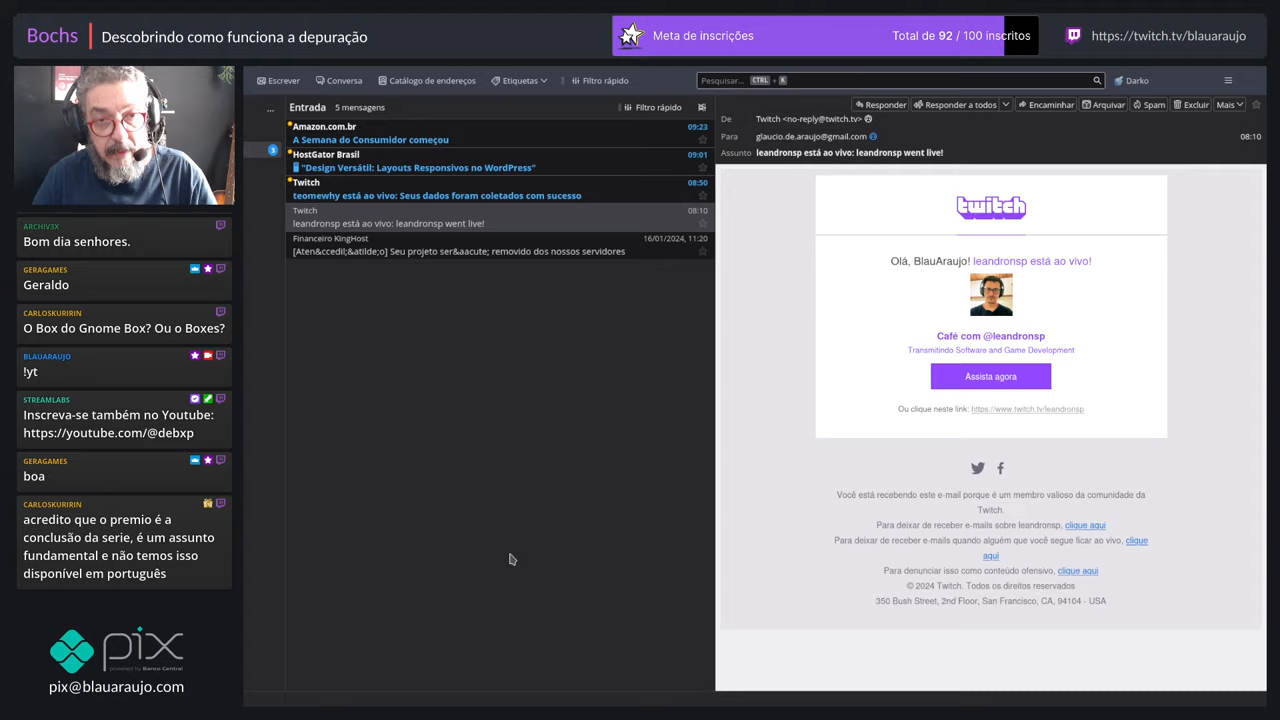 Bochs
Descobrindo como funciona a depuração
Meta de inscrições
Total de 92 / 100 inscritos
https://twitch.tv/blauaraujo
Escrever
Conversa
Catálogo de endereços
Etiquetas
Filtro rápido
Pesquisar... CTRL + K
Darko
...
Entrada 5 mensagens
Filtro rápido
3
Amazon.com.br 09:23
A Semana do Consumidor começou
HostGator Brasil 09:01
"Design Versátil: Layouts Responsivos no WordPress"
Twitch 08:50
teomewhy está ao vivo: Seus dados foram coletados com sucesso
Twitch 08:10
leandronsp está ao vivo: leandronsp went live!
Financeiro KingHost 16/01/2024, 11:20
[Aten&ccedil;&atilde;o] Seu projeto ser&aacute; removido dos nossos servidores
Responder
Responder a todos
Encaminhar
Arquivar
Spam
Excluir
Mais
De Twitch <no-reply@twitch.tv>
Para glaucio.de.araujo@gmail.com 08:10
Assunto leandronsp está ao vivo: leandronsp went live!
twitch
Olá, BlauAraujo! leandronsp está ao vivo!
Café com @leandronsp
Transmitindo Software and Game Development
Assista agora
Ou clique neste link: https://www.twitch.tv/leandronsp
Você está recebendo este e-mail porque é um membro valioso da comunidade da
Twitch.
Para deixar de receber e-mails sobre leandronsp, clique aqui
Para deixar de receber e-mails quando alguém que você segue ficar ao vivo, clique
aqui
Para denunciar isso como conteúdo ofensivo, clique aqui
© 2024 Twitch. Todos os direitos reservados
350 Bush Street, 2nd Floor, San Francisco, CA, 94104 - USA
ARCHIV3X
Bom dia senhores.
GERAGAMES
Geraldo
CARLOSKURIRIN
O Box do Gnome Box? Ou o Boxes?
BLAUARAUJO
!yt
STREAMLABS
Inscreva-se também no Youtube:
https://youtube.com/@debxp
GERAGAMES
boa
CARLOSKURIRIN
acredito que o premio é a
conclusão da serie, é um assunto
fundamental e não temos isso
disponível em português
pix
powered by Banco Central
pix@blauaraujo.com